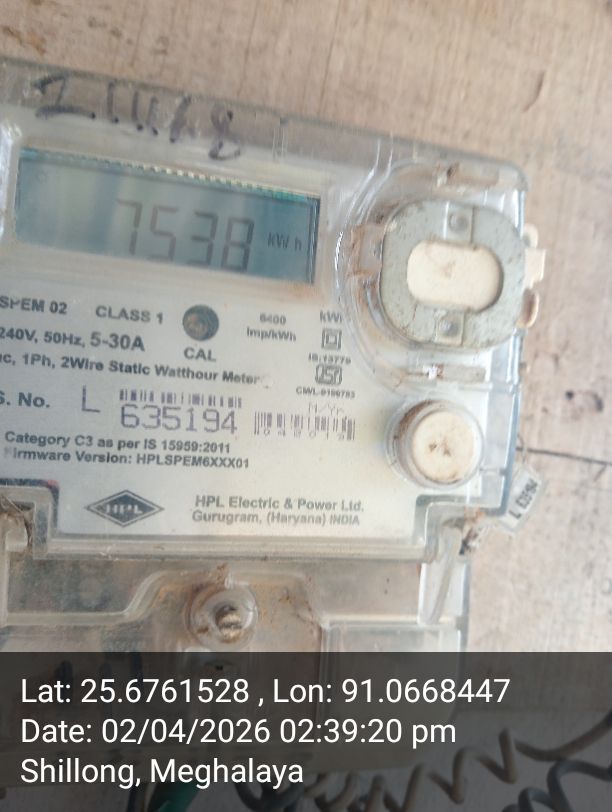 7538 kWh
SPEM 02 CLASS 1 6400 imp/kWh
240V, 50Hz, 5-30A CAL
1Ph, 2Wire Static Watthour Meter
S. No. L 635194
M/Yr.
Category C3 as per IS 15959:2011
Firmware Version: HPLSPEM6XXX01
HPL
HPL Electric & Power Ltd.
Gurugram, (Haryana) INDIA
Lat: 25.6761528 , Lon: 91.0668447
Date: 02/04/2026 02:39:20 pm
Shillong, Meghalaya